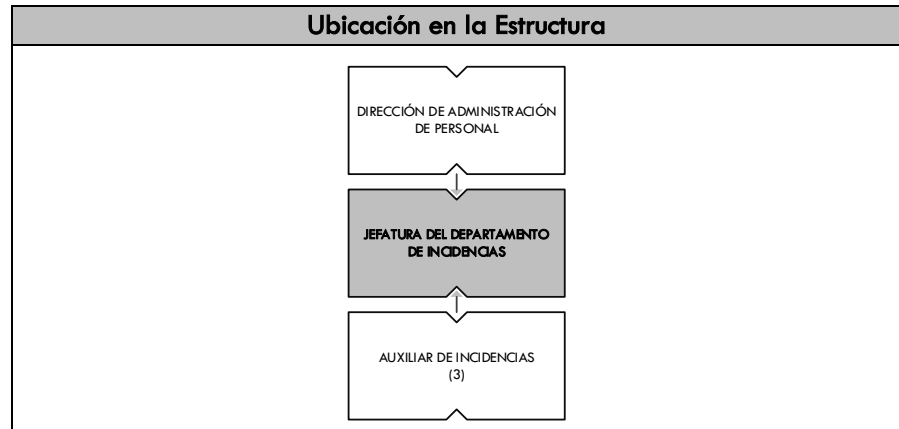 Ubicación en la Estructura
DIRECCIÓN DE ADMINISTRACIÓN
DE PERSONAL
JEFATURA DEL DEPARTAMENTO
DE INCIDENCIAS
AUXILIAR DE INCIDENCIAS
(3)